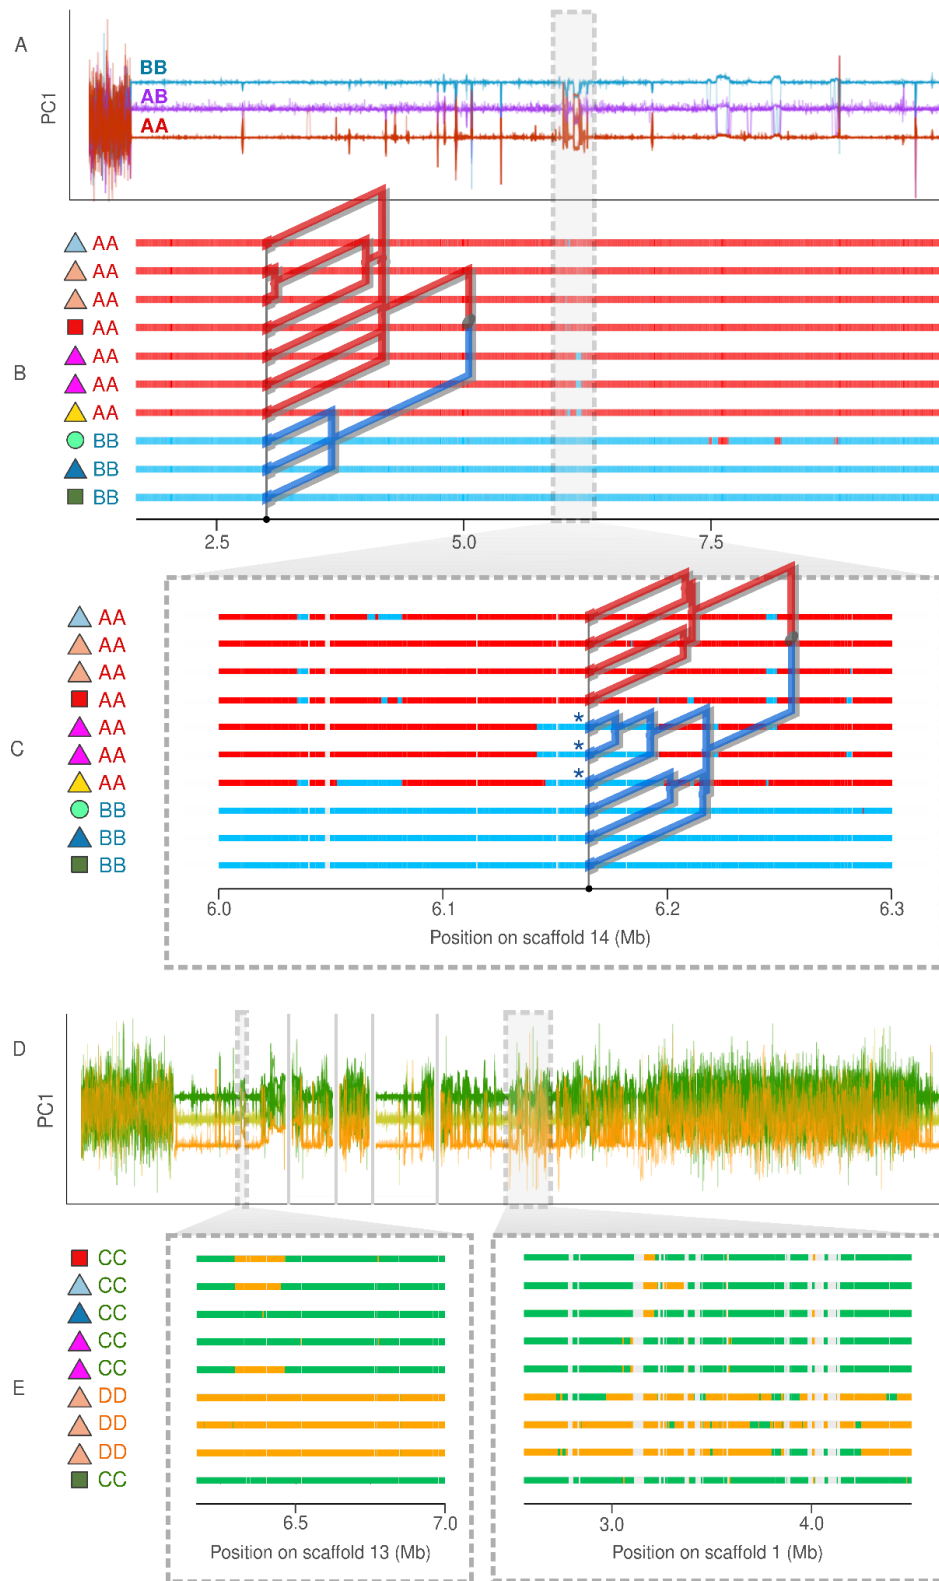 A
PC1
BB
AB
AA
B
AA
AA
AA
AA
AA
AA
AA
BB
BB
BB
2.5 5.0 7.5
C
AA
AA
AA
AA
AA *
AA *
AA *
BB
BB
BB
6.0 6.1 6.2 6.3
Position on scaffold 14 (Mb)
D
PC1
E
CC
CC
CC
CC
CC
DD
DD
DD
CC
6.5 7.0 3.0 4.0
Position on scaffold 13 (Mb) Position on scaffold 1 (Mb)